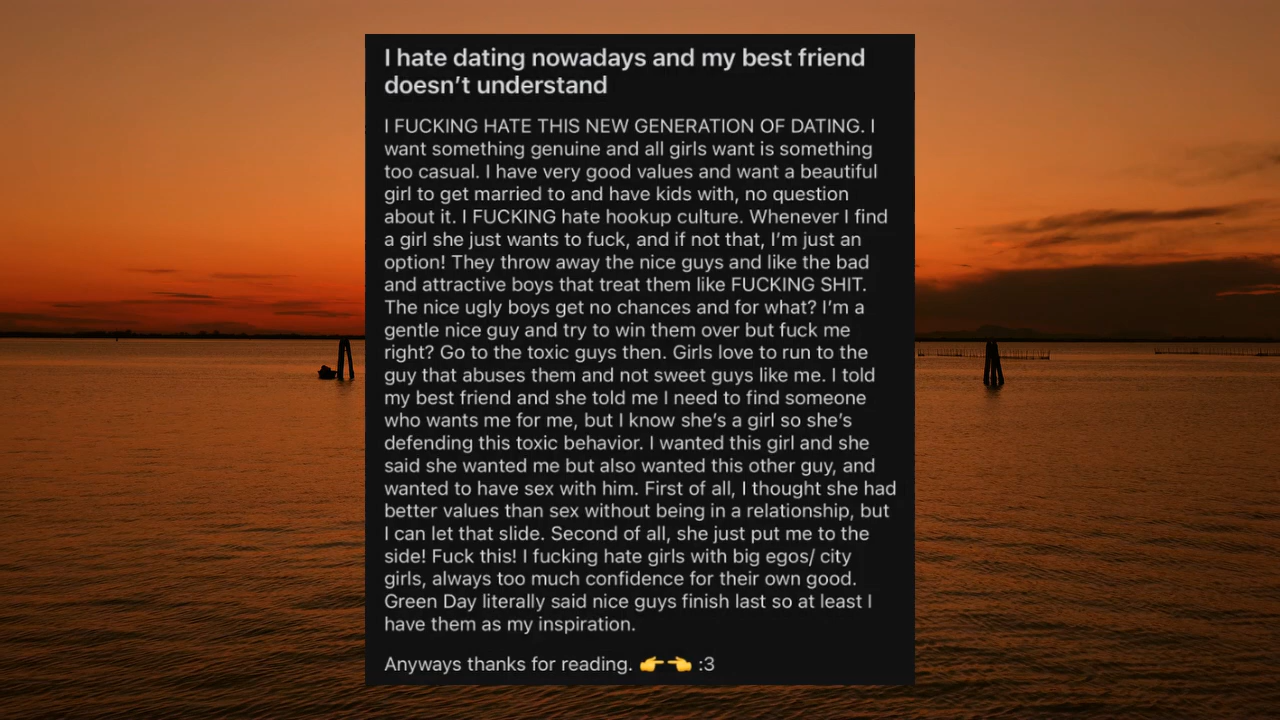 I hate dating nowadays and my best friend
doesn’t understand
I FUCKING HATE THIS NEW GENERATION OF DATING. I
want something genuine and all girls want is something
too casual. I have very good values and want a beautiful
girl to get married to and have kids with, no question
about it. I FUCKING hate hookup culture. Whenever I find
a girl she just wants to fuck, and if not that, I’m just an
option! They throw away the nice guys and like the bad
and attractive boys that treat them like FUCKING SHIT.
The nice ugly boys get no chances and for what? I’m a
gentle nice guy and try to win them over but fuck me
right? Go to the toxic guys then. Girls love to run to the
guy that abuses them and not sweet guys like me. I told
my best friend and she told me I need to find someone
who wants me for me, but I know she’s a girl so she’s
defending this toxic behavior. I wanted this girl and she
said she wanted me but also wanted this other guy, and
wanted to have sex with him. First of all, I thought she had
better values than sex without being in a relationship, but
I can let that slide. Second of all, she just put me to the
side! Fuck this! I fucking hate girls with big egos/ city
girls, always too much confidence for their own good.
Green Day literally said nice guys finish last so at least I
have them as my inspiration.
Anyways thanks for reading. 👉👈 :3